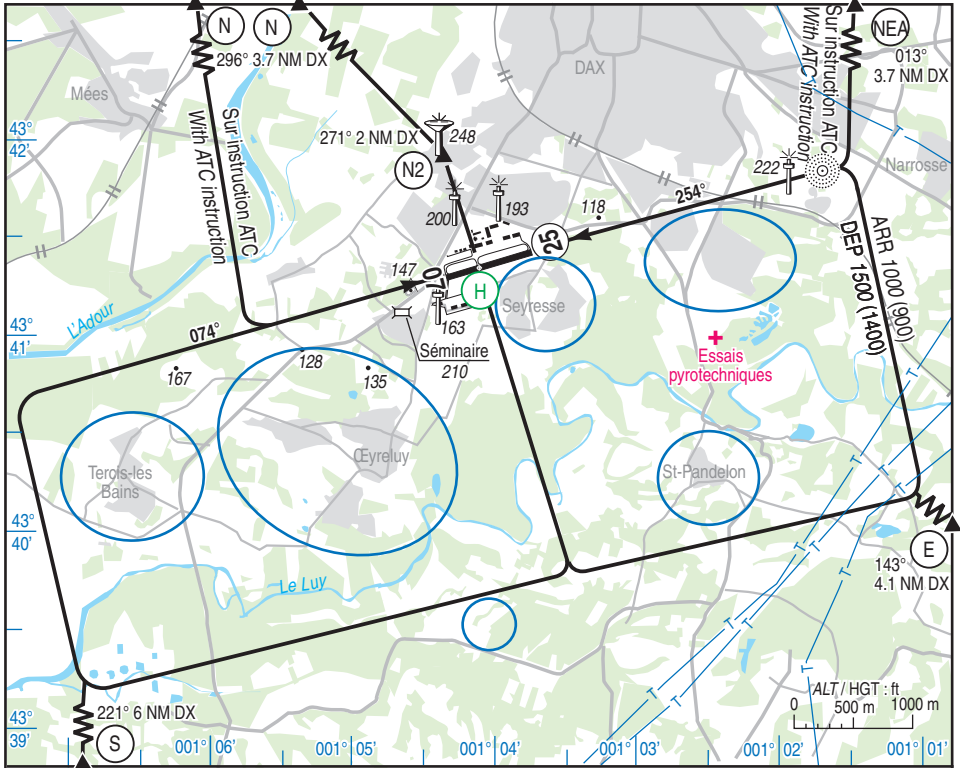 N
N
296° 3.7 NM DX
Mées
DAX
NEA
013°
3.7 NM DX
Sur instruction ATC
With ATC instruction
Sur instruction ATC
With ATC instruction
43°
42'
271° 2 NM DX
248
N2
222
Narrosse
200
193
118
254°
25
147
07
H
Seyresse
163
ARR 1000 (900)
DEP 1500 (1400)
L'Adour
43°
41'
074°
Séminaire
210
Essais
pyrotechniques
128
167
135
Œyreluy
Tercis-les
Bains
St-Pandelon
43°
40'
Le Luy
E
143°
4.1 NM DX
ALT / HGT : ft
0 500 m 1000 m
221° 6 NM DX
S
43°
39'
001° 06'
001° 05'
001° 04'
001° 03'
001° 02'
001° 01'